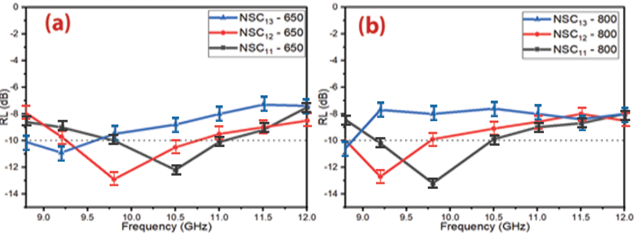 (a)
NSC13 - 650
NSC12 - 650
NSC11 - 650
RL (dB)
0
-2
-4
-6
-8
-10
-12
-14
9.0 9.5 10.0 10.5 11.0 11.5 12.0
Frequency (GHz)
(b)
NSC13 - 800
NSC12 - 800
NSC11 - 800
RL (dB)
0
-2
-4
-6
-8
-10
-12
-14
9.0 9.5 10.0 10.5 11.0 11.5 12.0
Frequency (GHz)